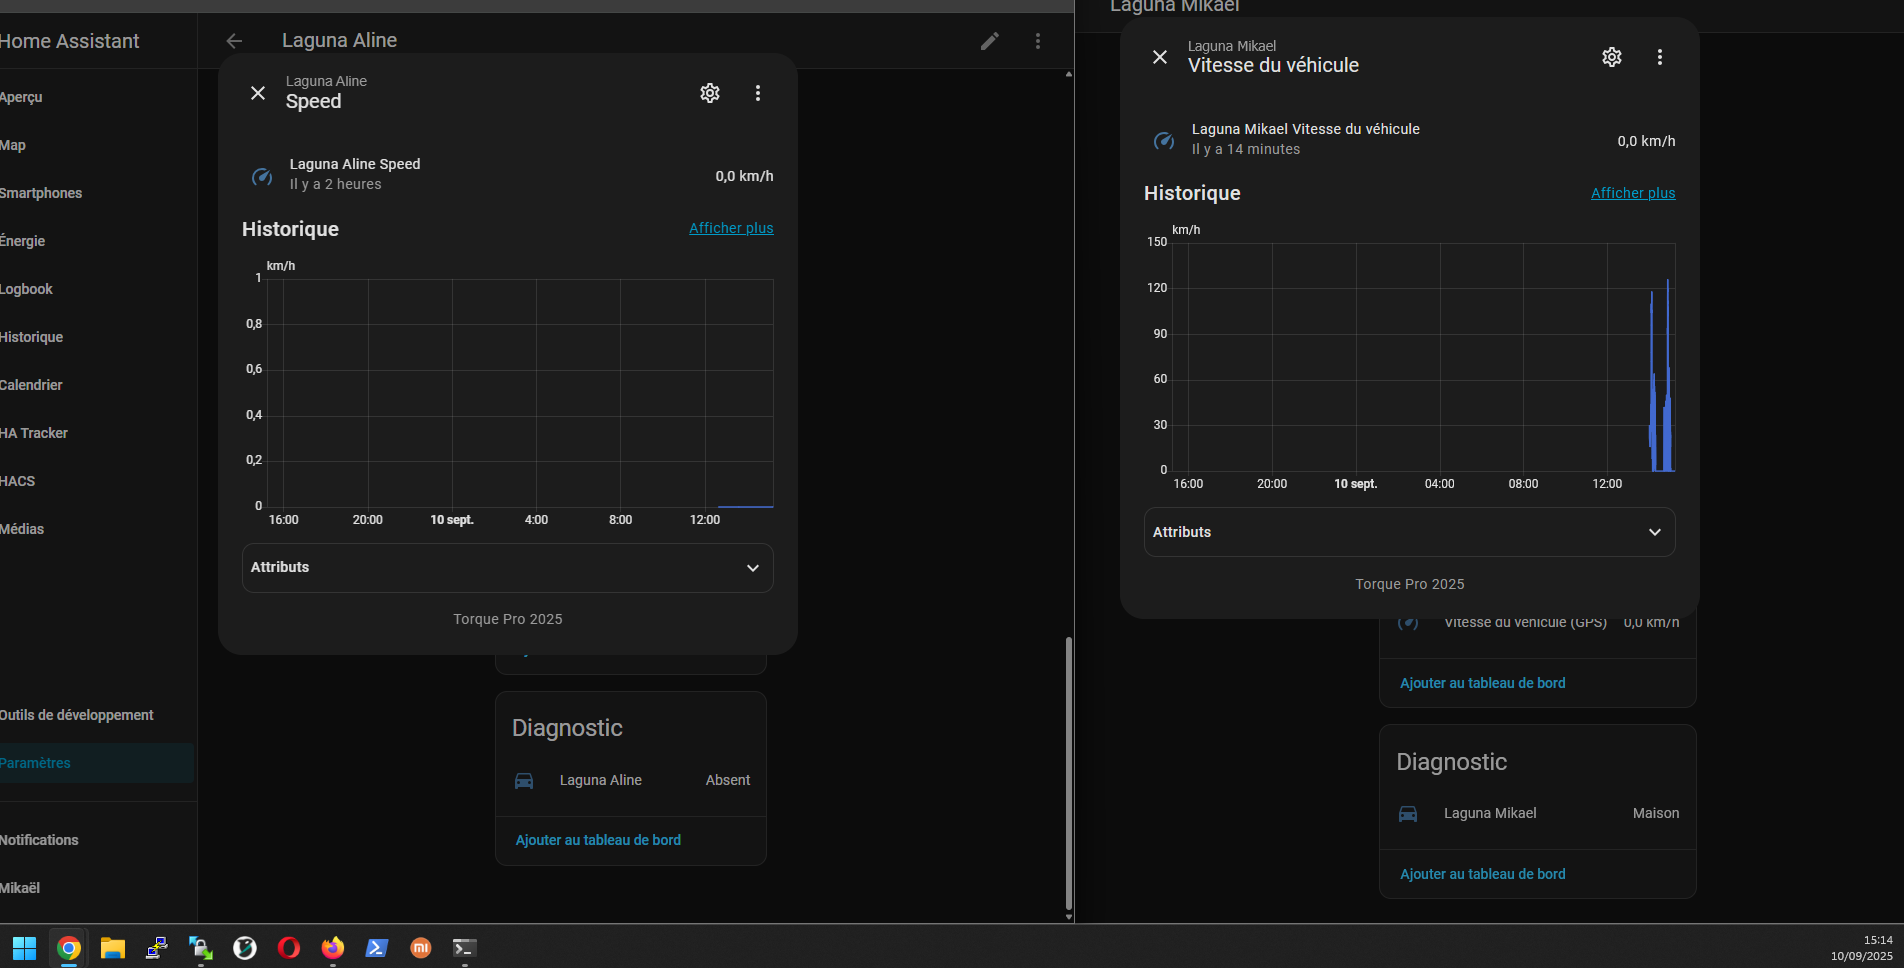 Home Assistant
Aperçu
Map
Smartphones
Énergie
Logbook
Historique
Calendrier
HA Tracker
HACS
Médias
Outils de développement
Paramètres
Notifications
Mikaël
Laguna Aline
Laguna Aline
Speed
Laguna Aline Speed
Il y a 2 heures
0,0 km/h
Historique
Afficher plus
km/h
1
0,8
0,6
0,4
0,2
0
16:00 20:00 10 sept. 4:00 8:00 12:00
Attributs
Torque Pro 2025
Diagnostic
Laguna Aline Absent
Ajouter au tableau de bord
Laguna Mikael
Laguna Mikael
Vitesse du véhicule
Laguna Mikael Vitesse du véhicule
Il y a 14 minutes
0,0 km/h
Historique
Afficher plus
km/h
150
120
90
60
30
0
16:00 20:00 10 sept. 04:00 08:00 12:00
Attributs
Torque Pro 2025
Vitesse du véhicule (GPS) 0,0 km/h
Ajouter au tableau de bord
Diagnostic
Laguna Mikael Maison
Ajouter au tableau de bord
mi
15:14
10/09/2025